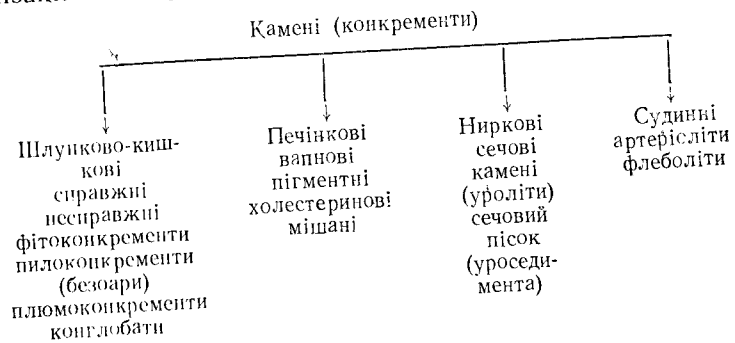 Камені (конкременти)
Шлунково-киш-
кові
справжні
несправжні
фітоконкременти
пилоконкременти
(безоари)
плюмоконкременти
конглобати
Печінкові
вапнові
пігментні
холестеринові
мішані
Ниркові
сечові
камені
(уроліти)
сечовий
пісок
(уроседи-
мента)
Судинні
артерісліти
флеболіти